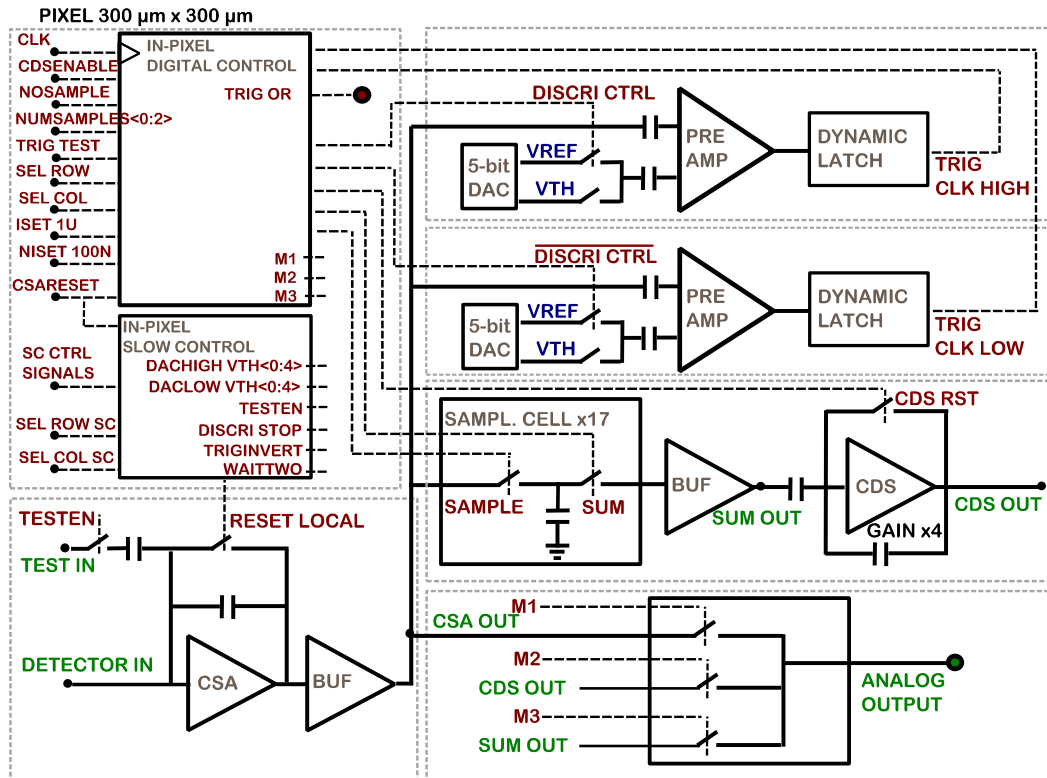 PIXEL 300 µm x 300 µm
CLK
CDSENABLE
NOSAMPLE
NUMSAMPLES<0:2>
TRIG TEST
SEL ROW
SEL COL
ISET 1U
NISET 100N
CSARESET
IN-PIXEL
DIGITAL CONTROL
TRIG OR
M1
M2
M3
SC CTRL
SIGNALS
SEL ROW SC
SEL COL SC
IN-PIXEL
SLOW CONTROL
DACHIGH VTH<0:4>
DACLOW VTH<0:4>
TESTEN
DISCRI STOP
TRIGINVERT
WAITTWO
DISCRI CTRL
5-bit
DAC
VREF
VTH
PRE
AMP
DYNAMIC
LATCH
TRIG
CLK HIGH
DISCRI CTRL
5-bit
DAC
VREF
VTH
PRE
AMP
DYNAMIC
LATCH
TRIG
CLK LOW
SAMPL. CELL x17
SAMPLE
SUM
BUF
SUM OUT
CDS RST
CDS
GAIN x4
CDS OUT
TESTEN
TEST IN
RESET LOCAL
DETECTOR IN
CSA
BUF
M1
CSA OUT
M2
CDS OUT
M3
SUM OUT
ANALOG
OUTPUT